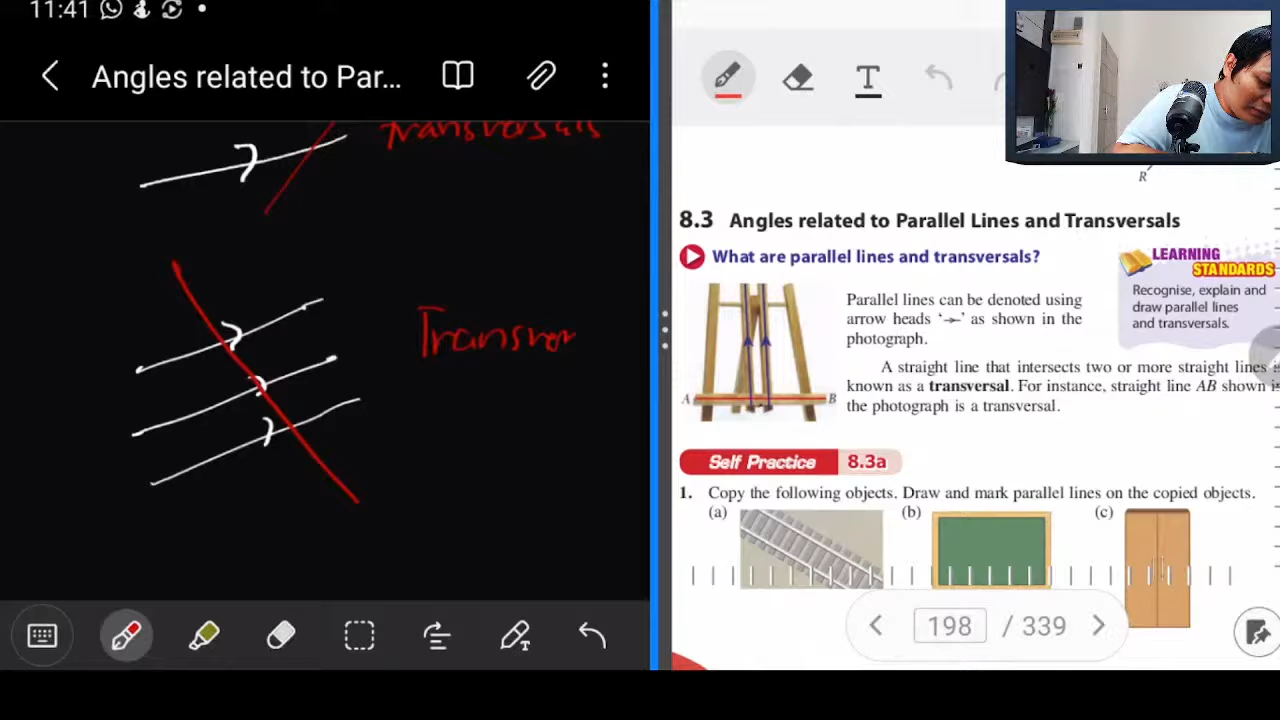 11:41
Angles related to Par...
Transversals
Transver
R
8.3 Angles related to Parallel Lines and Transversals
What are parallel lines and transversals?
LEARNING
STANDARDS
Recognise, explain and
draw parallel lines
and transversals.
Parallel lines can be denoted using
arrow heads ‘→’ as shown in the
photograph.
A straight line that intersects two or more straight lines
known as a transversal. For instance, straight line AB shown
the photograph is a transversal.
A
B
Self Practice 8.3a
1. Copy the following objects. Draw and mark parallel lines on the copied objects.
(a) (b) (c)
T
198 / 339